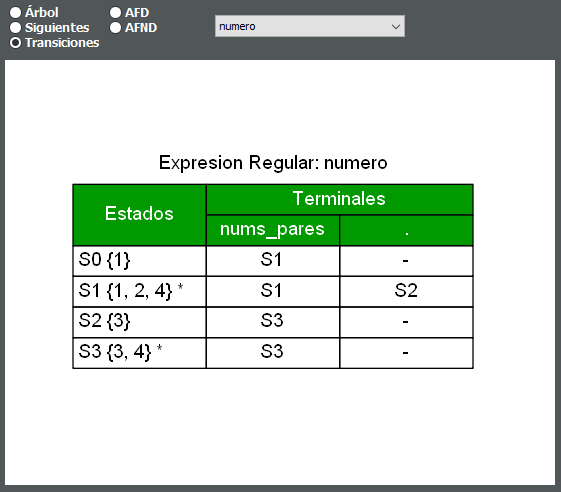 Árbol AFD
Siguientes AFND
Transiciones
numero
Expresion Regular: numero
Estados Terminales
nums_pares .
S0 {1} S1 -
S1 {1, 2, 4} * S1 S2
S2 {3} S3 -
S3 {3, 4} * S3 -